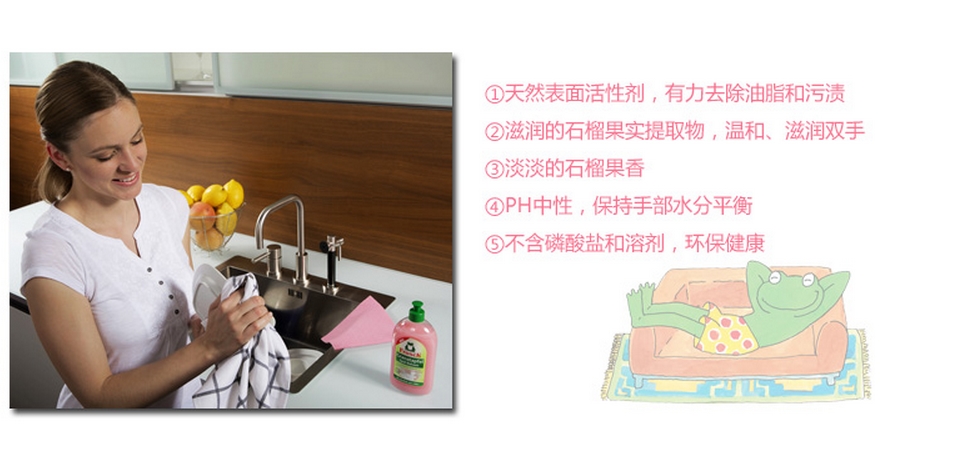 ①天然表面活性剂，有力去除油脂和污渍
②滋润的石榴果实提取物，温和、滋润双手
③淡淡的石榴果香
④PH中性，保持手部水分平衡
⑤不含磷酸盐和溶剂，环保健康
Frosch